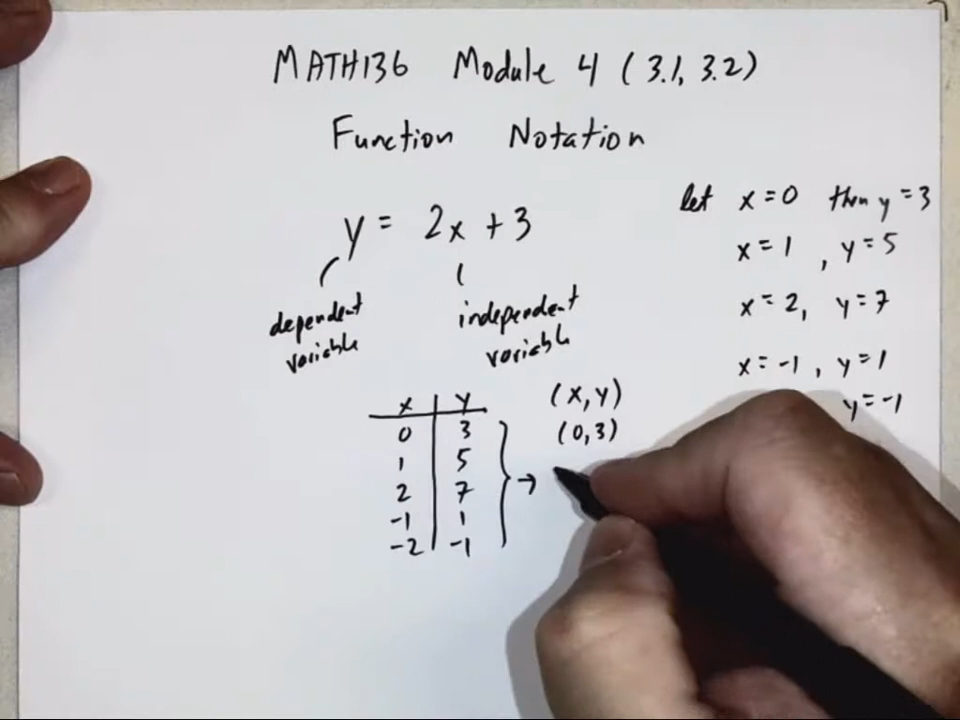 MATH136 Module 4 (3.1, 3.2)
Function Notation
y = 2x + 3
dependent variable
independent variable
let x = 0 then y = 3
x = 1 , y = 5
x = 2, y = 7
x = -1 , y = 1
y = -1
x y
0 3
1 5
2 7
-1 1
-2 -1
→
(x, y)
(0, 3)